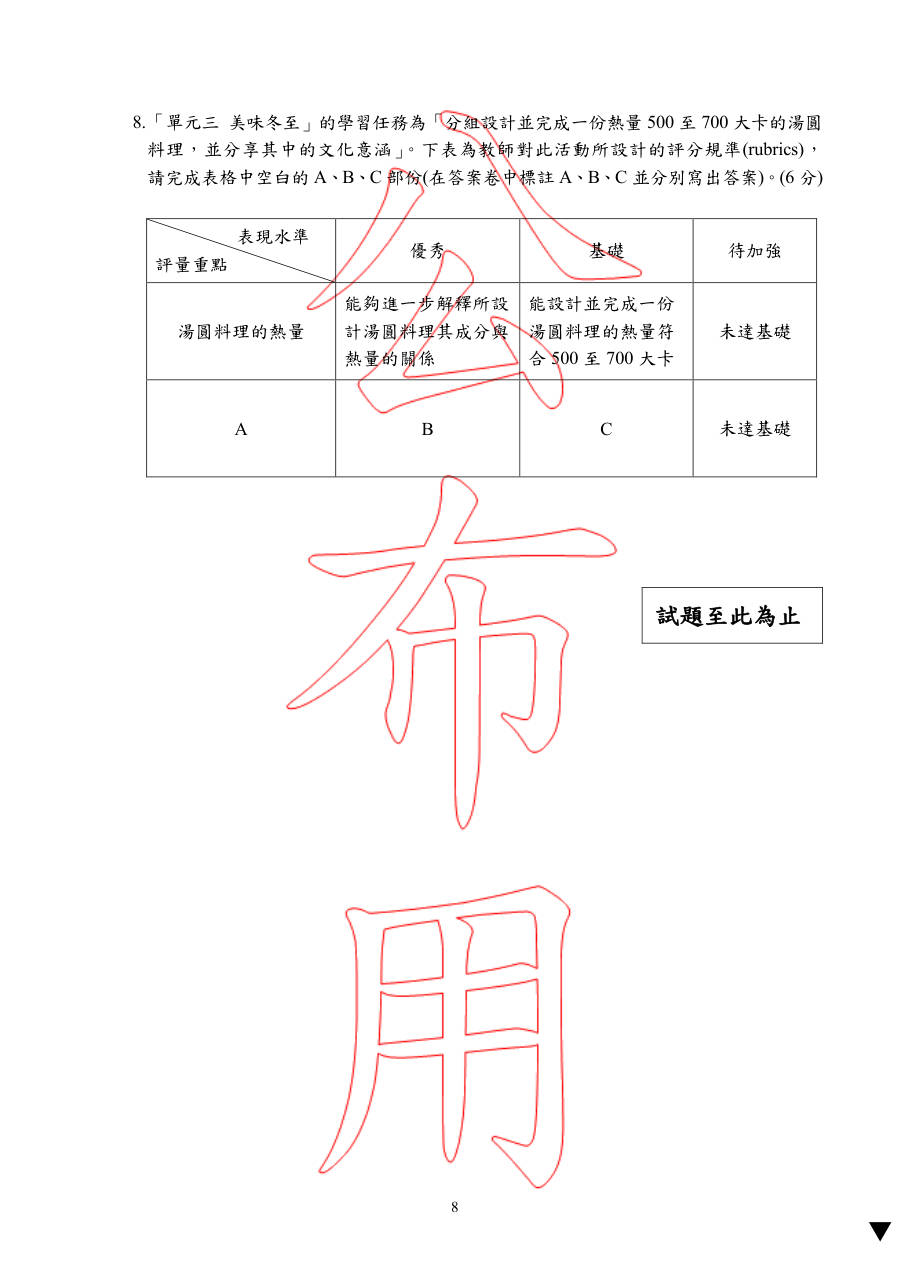 8.「單元三 美味冬至」的學習任務為「分組設計並完成一份熱量 500 至 700 大卡的湯圓
料理，並分享其中的文化意涵」。下表為教師對此活動所設計的評分規準(rubrics)，
請完成表格中空白的 A、B、C 部份(在答案卷中標註 A、B、C 並分別寫出答案)。(6 分)
表現水準
評量重點
優秀
基礎
待加強
湯圓料理的熱量
能夠進一步解釋所設
計湯圓料理其成分與
熱量的關係
能設計並完成一份
湯圓料理的熱量符
合 500 至 700 大卡
未達基礎
A
B
C
未達基礎
試題至此為止
公
布
用
8